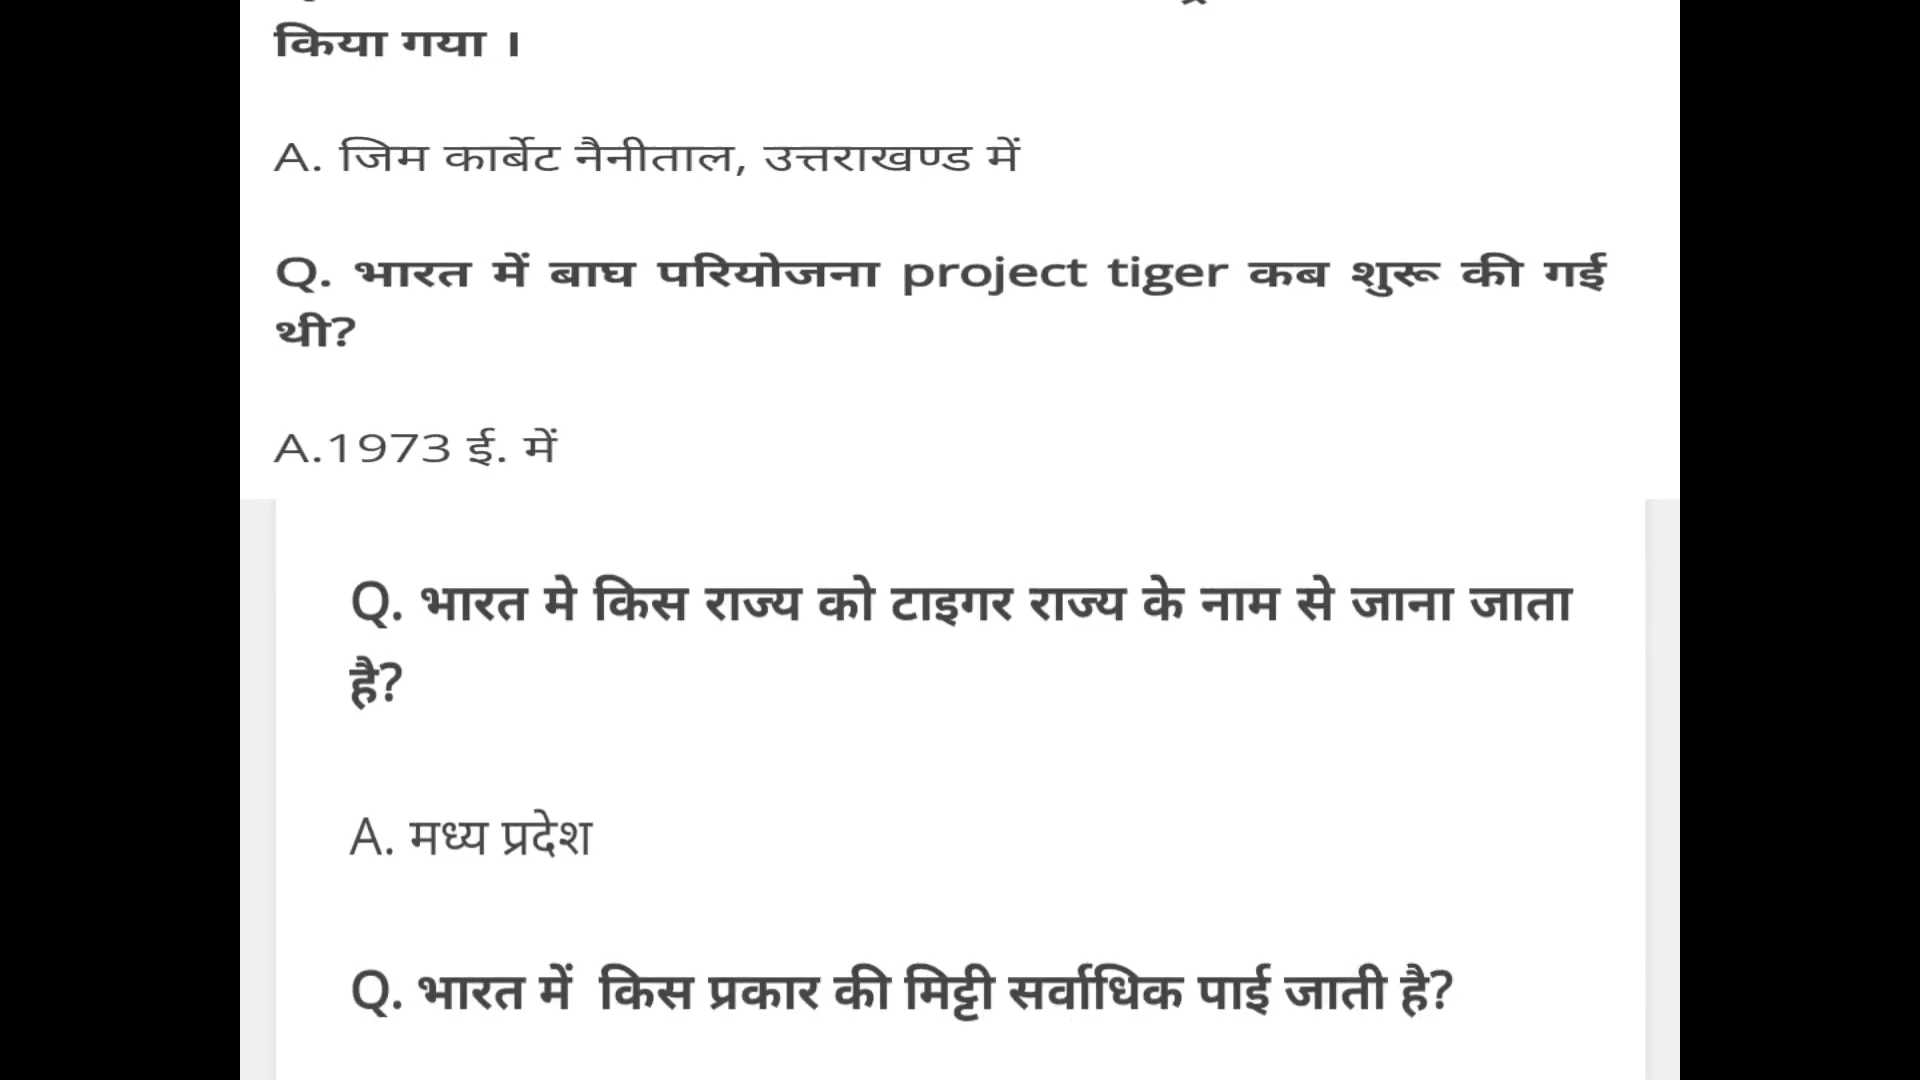 किया गया ।
A. जिम कार्बेट नैनीताल, उत्तराखण्ड में
Q. भारत में बाघ परियोजना project tiger कब शुरू की गई
थी?
A.1973 ई. में
Q. भारत मे किस राज्य को टाइगर राज्य के नाम से जाना जाता
है?
A. मध्य प्रदेश
Q. भारत में  किस प्रकार की मिट्टी सर्वाधिक पाई जाती है?